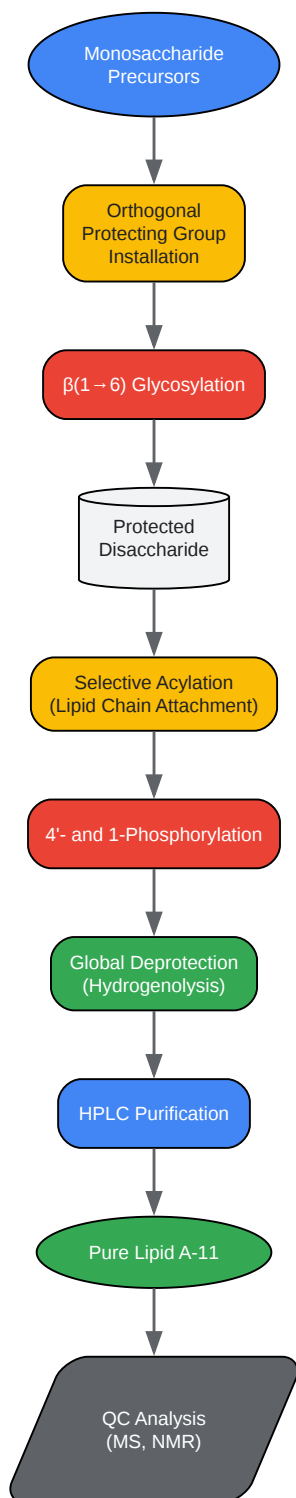 Monosaccharide
Precursors
Orthogonal
Protecting Group
Installation
β(1→6) Glycosylation
Protected
Disaccharide
Selective Acylation
(Lipid Chain Attachment)
4'- and 1-Phosphorylation
Global Deprotection
(Hydrogenolysis)
HPLC Purification
Pure Lipid A-11
QC Analysis
(MS, NMR)